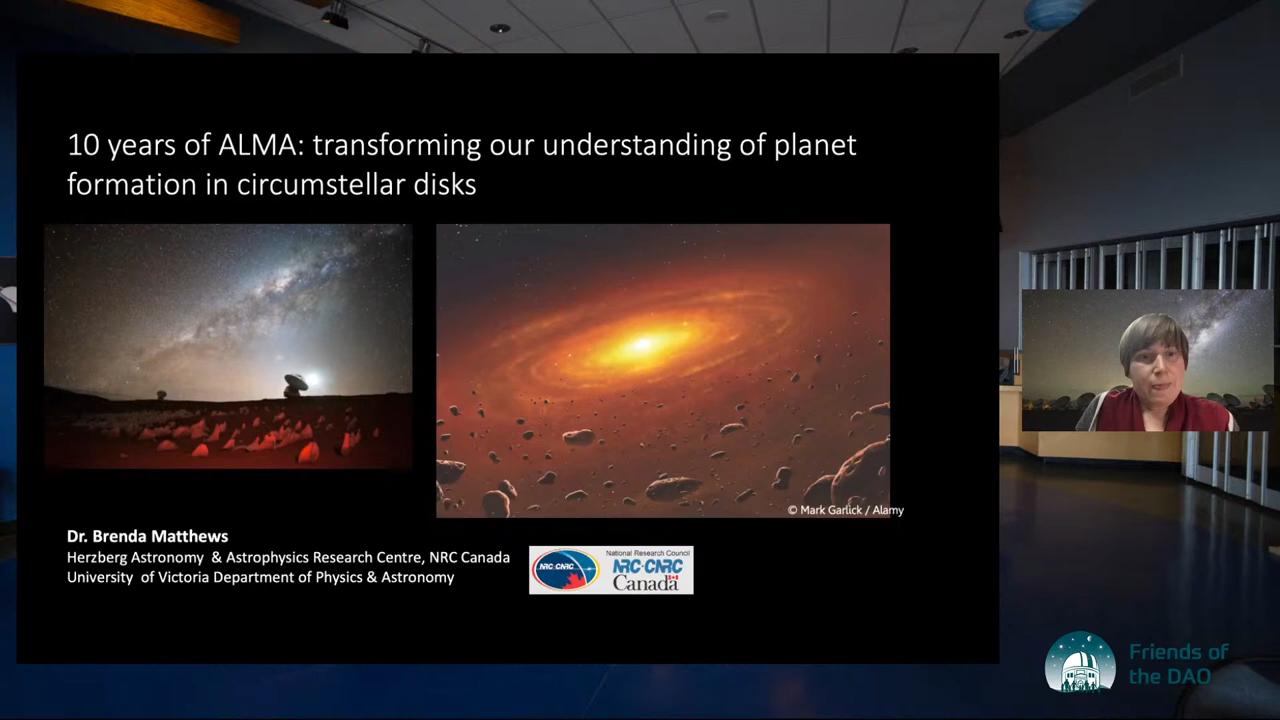 10 years of ALMA: transforming our understanding of planet
formation in circumstellar disks
© Mark Garlick / Alamy
Dr. Brenda Matthews
Herzberg Astronomy & Astrophysics Research Centre, NRC Canada
University of Victoria Department of Physics & Astronomy
NRC·CNRC
National Research Council
NRC·CNRC
Canada
Friends of
the DAO